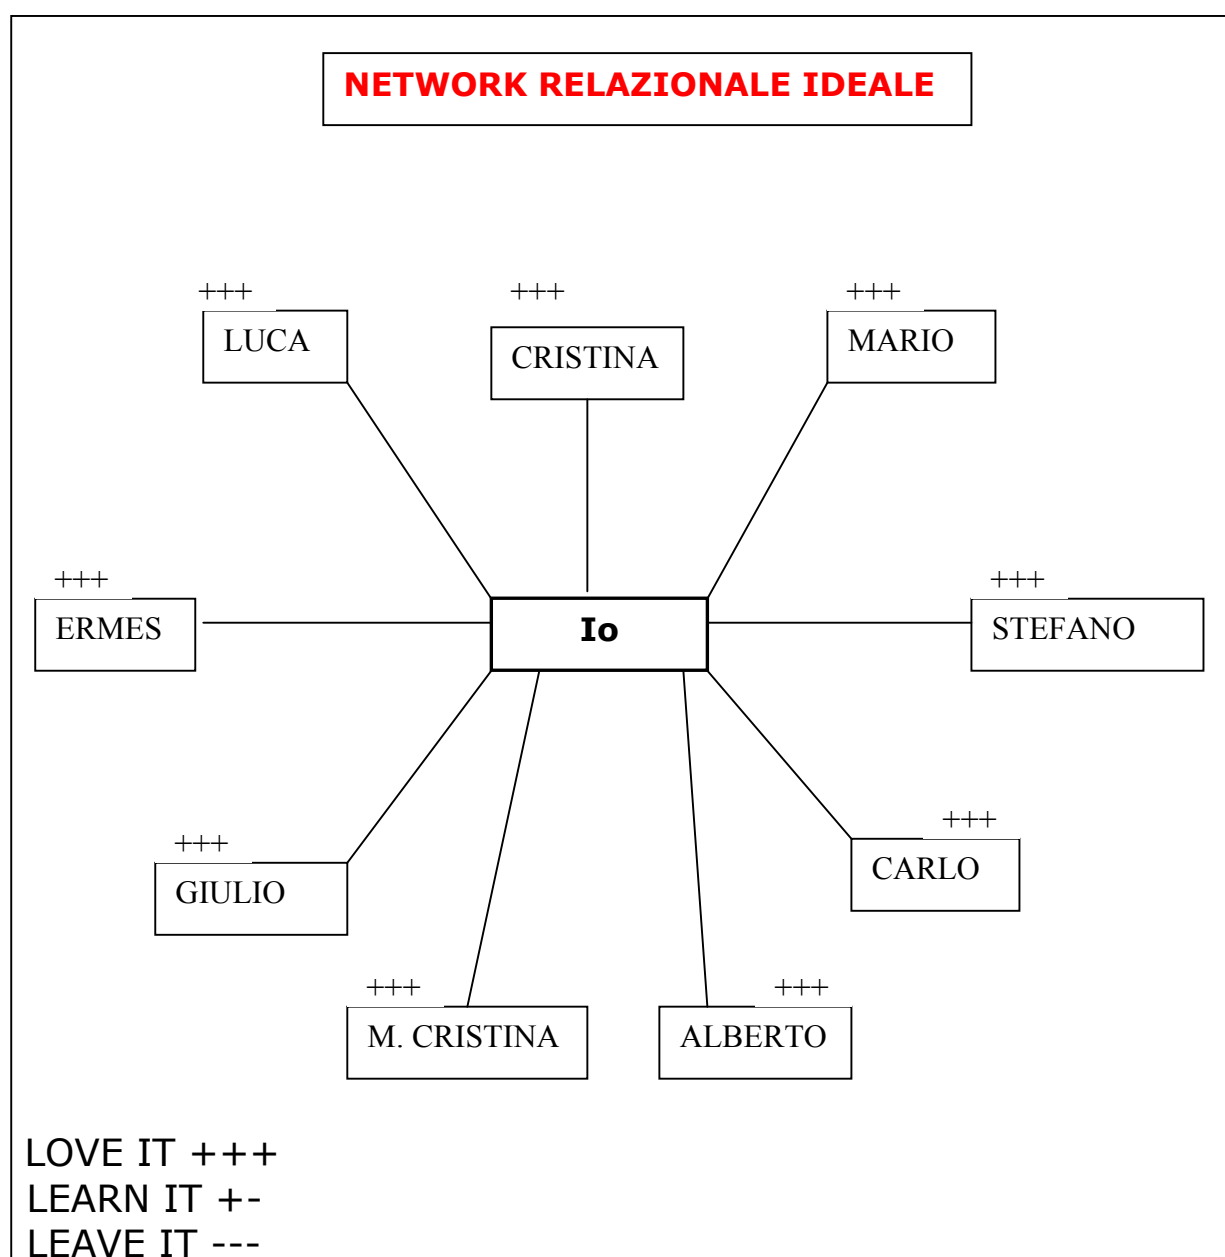 NETWORK RELAZIONALE IDEALE
+++ +++ +++
LUCA CRISTINA MARIO
+++ +++
ERMES Io STEFANO
+++ +++
GIULIO CARLO
+++ +++
M. CRISTINA ALBERTO
LOVE IT +++
LEARN IT +-
LEAVE IT ---